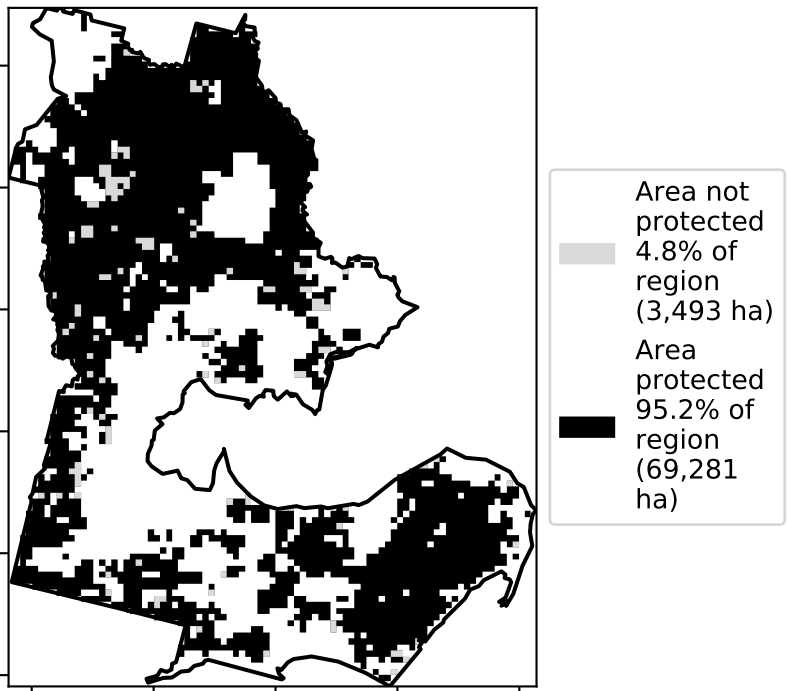 Area not
protected
4.8% of
region
(3,493 ha)
Area
protected
95.2% of
region
(69,281
ha)